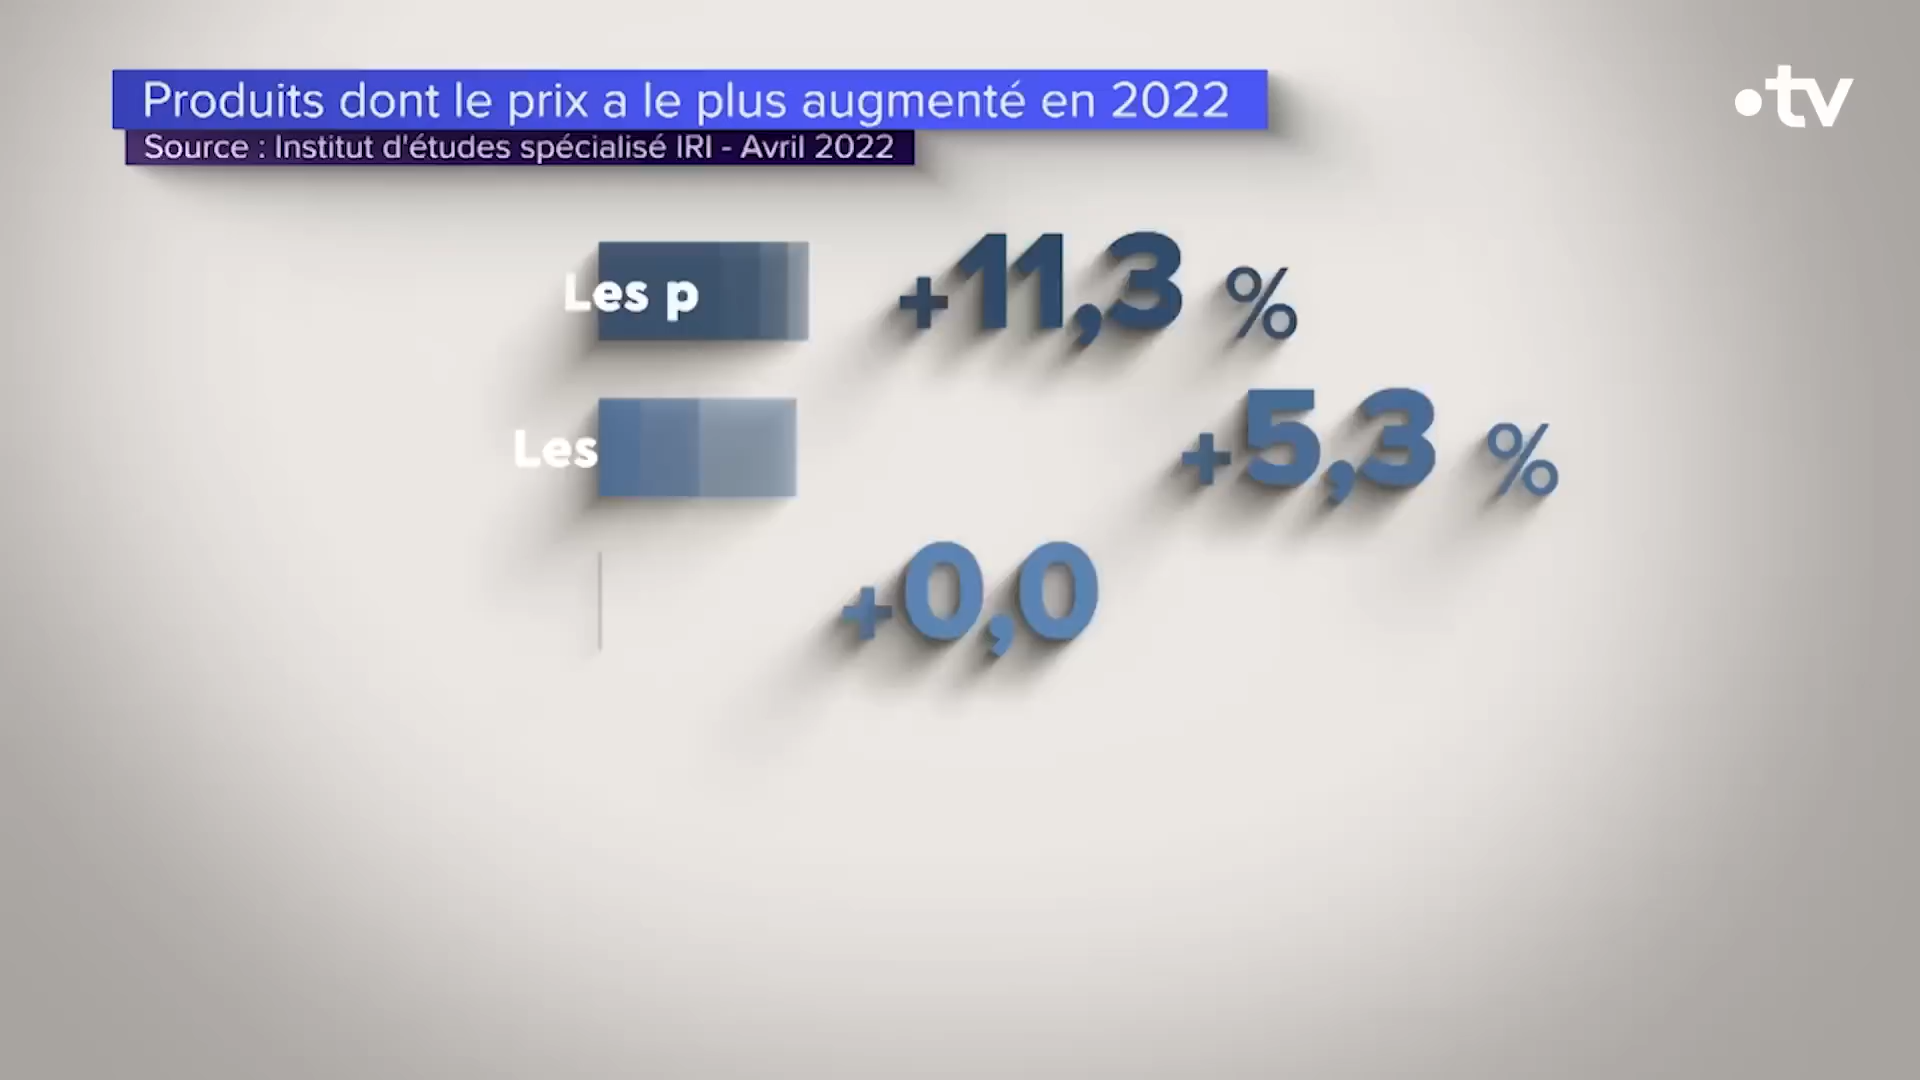 Produits dont le prix a le plus augmenté en 2022
Source : Institut d'études spécialisé IRI - Avril 2022
.tv
Les p +11,3 %
Les +5,3 %
+0,0